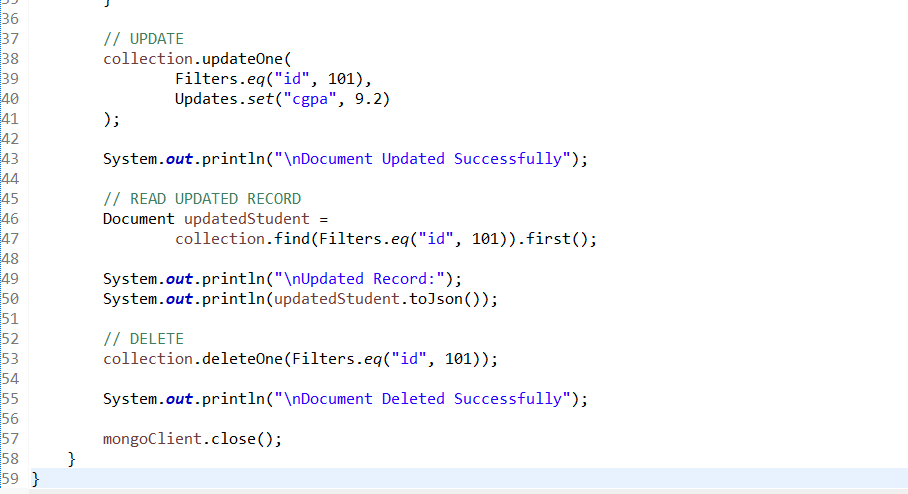 35 }
36
37 // UPDATE
38 collection.updateOne(
39 Filters.eq("id", 101),
40 Updates.set("cgpa", 9.2)
41 );
42
43 System.out.println("\nDocument Updated Successfully");
44
45 // READ UPDATED RECORD
46 Document updatedStudent =
47 collection.find(Filters.eq("id", 101)).first();
48
49 System.out.println("\nUpdated Record:");
50 System.out.println(updatedStudent.toJson());
51
52 // DELETE
53 collection.deleteOne(Filters.eq("id", 101));
54
55 System.out.println("\nDocument Deleted Successfully");
56
57 mongoClient.close();
58 }
59 }